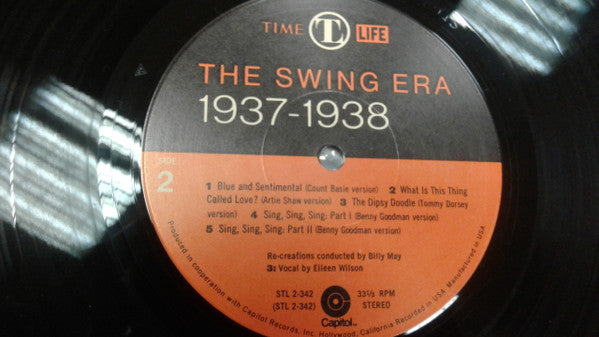 TIME TL LIFE
THE SWING ERA
1937-1938
SIDE
2
1 Blue and Sentimental (Count Basie version) 2 What Is This Thing
Called Love? (Artie Shaw version) 3 The Dipsy Doodle (Tommy Dorsey
version) 4 Sing, Sing, Sing: Part I (Benny Goodman version)
5 Sing, Sing, Sing: Part II (Benny Goodman version)
Re-creations conducted by Billy May
3: Vocal by Eileen Wilson
STL 2-342 33⅓ RPM
(STL 2-342) STEREO
Capitol
Produced in cooperation with Capitol Records, Inc. Hollywood, California Recorded in USA Manufactured in USA